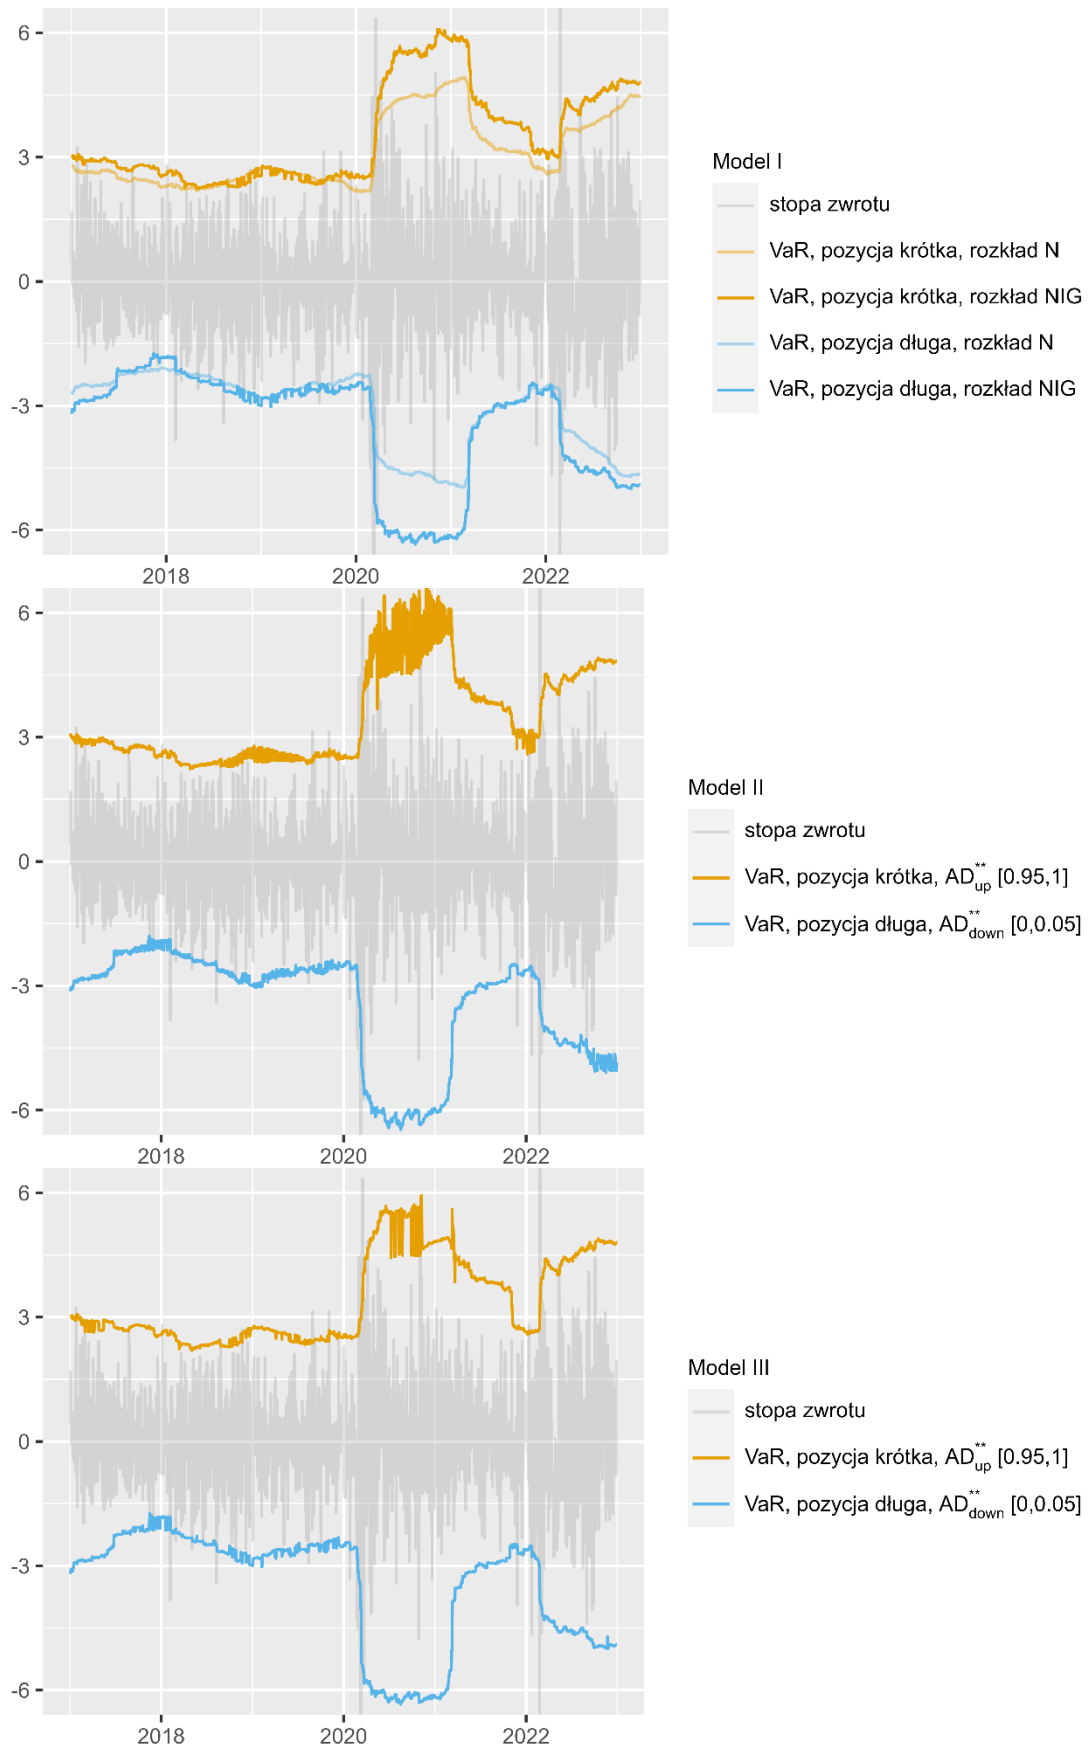 6
3
0
-3
-6
2018 2020 2022
Model I
stopa zwrotu
VaR, pozycja krótka, rozkład N
VaR, pozycja krótka, rozkład NIG
VaR, pozycja długa, rozkład N
VaR, pozycja długa, rozkład NIG
6
3
0
-3
-6
2018 2020 2022
Model II
stopa zwrotu
VaR, pozycja krótka, AD**up [0.95,1]
VaR, pozycja długa, AD**down [0,0.05]
6
3
0
-3
-6
2018 2020 2022
Model III
stopa zwrotu
VaR, pozycja krótka, AD**up [0.95,1]
VaR, pozycja długa, AD**down [0,0.05]